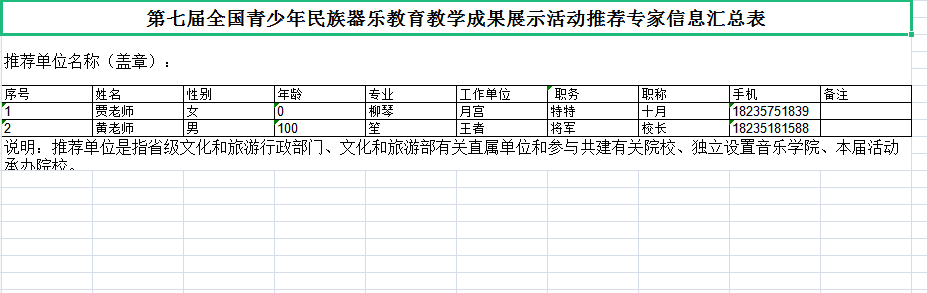 第七届全国青少年民族器乐教育教学成果展示活动推荐专家信息汇总表
推荐单位名称（盖章）：
序号 姓名 性别 年龄 专业 工作单位 职务 职称 手机 备注
1 贾老师 女 0 柳琴 月宫 特特 十月 18235751839
2 黄老师 男 100 笙 王者 将军 校长 18235181588
说明：推荐单位是指省级文化和旅游行政部门、文化和旅游部有关直属单位和参与共建有关院校、独立设置音乐学院、本届活动
承办院校。